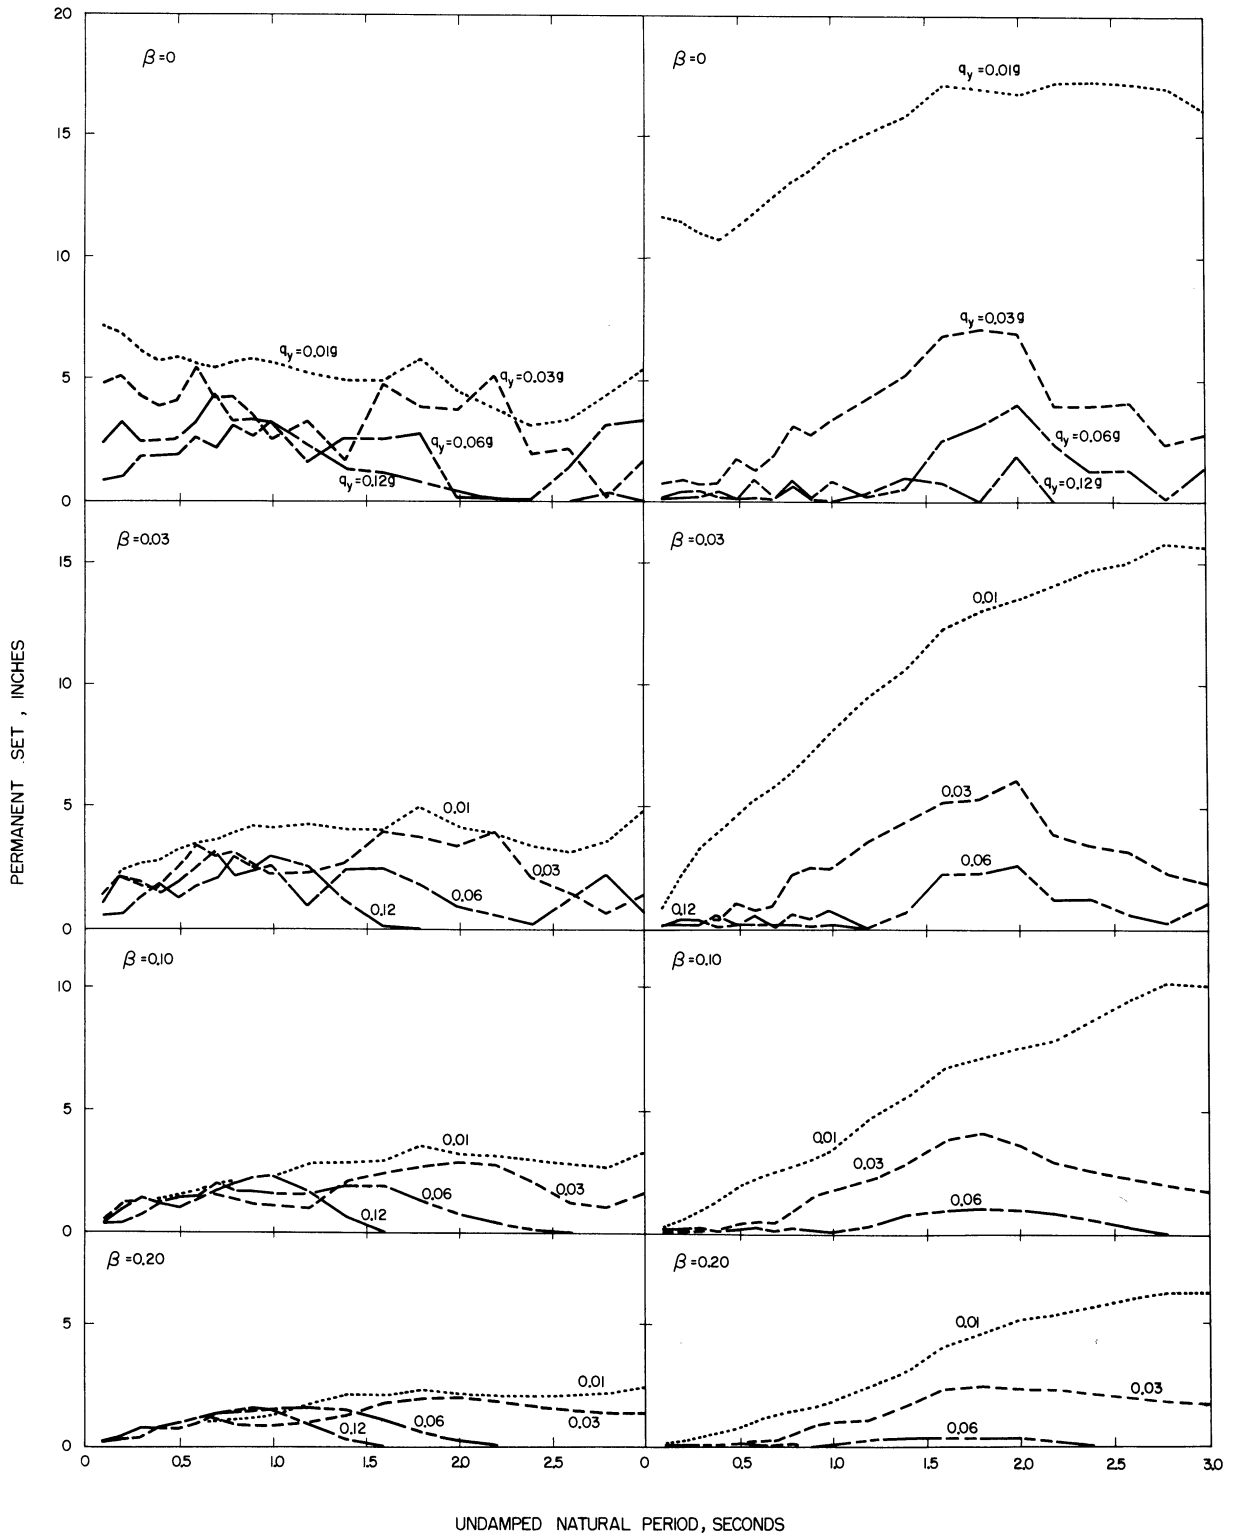 20
β=0
β=0
q_y=0.01g
15
10
q_y=0.03g
q_y=0.01g
5
q_y=0.03g
q_y=0.06g
q_y=0.06g
q_y=0.12g
q_y=0.12g
0
β=0.03
β=0.03
15
0.01
10
0.03
5
0.01
0.06
0.03
0.06
0.12
0.12
0
β=0.10
β=0.10
10
5
0.01
0.01
0.03
0.03
0.06
0.06
0.12
0
β=0.20
β=0.20
5
0.01
0.01
0.03
0.12
0.06
0.03
0.06
0
0
0.5
1.0
1.5
2.0
2.5
0
0.5
1.0
1.5
2.0
2.5
3.0
PERMANENT SET, INCHES
UNDAMPED NATURAL PERIOD, SECONDS